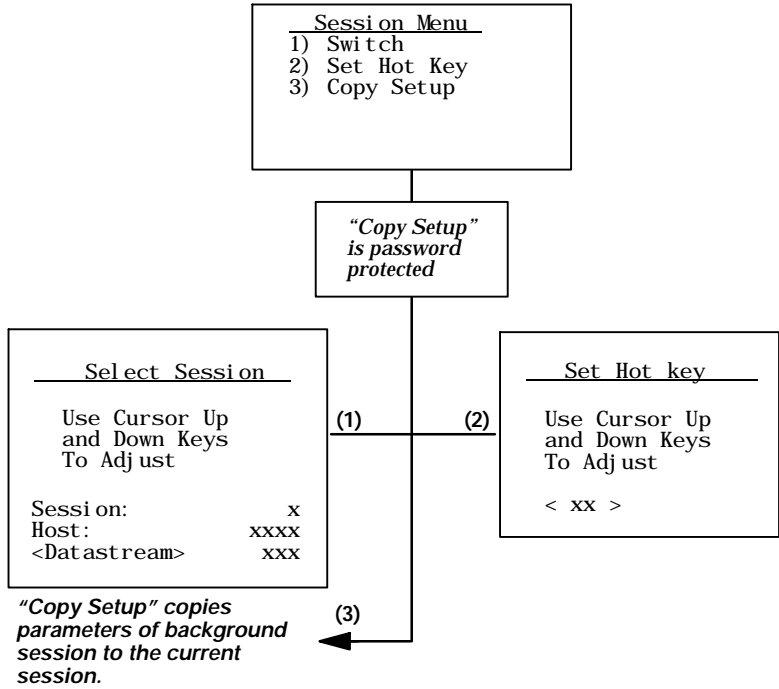 Session Menu
1) Switch
2) Set Hot Key
3) Copy Setup
“Copy Setup”
is password
protected
Select Session
Use Cursor Up
and Down Keys
To Adjust
Session: x
Host: xxxx
<Datastream> xxx
(1)
(2)
Set Hot key
Use Cursor Up
and Down Keys
To Adjust
< xx >
“Copy Setup” copies
parameters of background
session to the current
session.
(3)